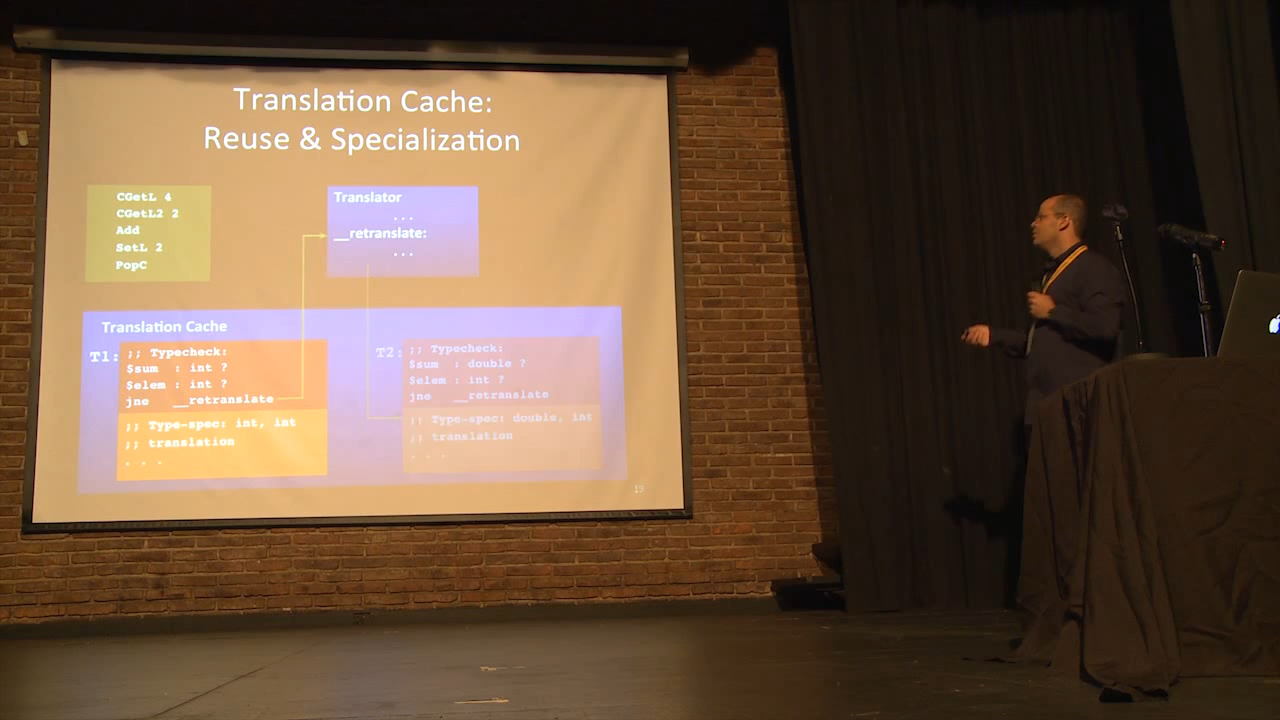 Translation Cache:
Reuse & Specialization
CGetL 4
CGetL2 2
Add
SetL 2
PopC
Translator
...
__retranslate:
...
Translation Cache
T1:
;; Typecheck:
$sum : int ?
$elem : int ?
jne __retranslate
;; Type-spec: int, int
;; translation
. . .
T2:
;; Typecheck:
$sum : double ?
$elem : int ?
jne __retranslate
;; Type-spec: double, int
;; translation
. . .
19